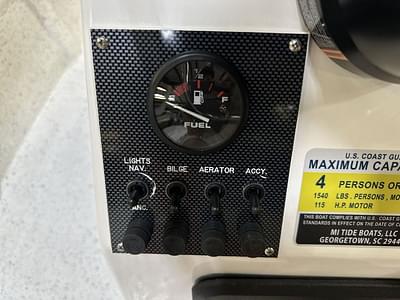 1/2
F
FUEL
LIGHTS
NAV.
BILGE
AERATOR
ACCY.
ANC.
U.S. COAST GU
MAXIMUM CAPA
4 PERSONS OR
1540 LBS. PERSONS, MO
115 H.P. MOTOR
THIS BOAT COMPLIES WITH U.S. COAST G
STANDARDS IN EFFECT ON THE DATE OF C
MI TIDE BOATS, LLC
GEORGETOWN, SC 2944